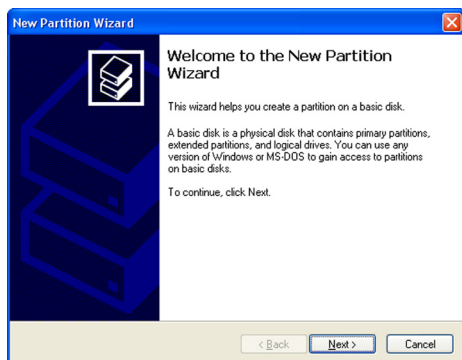 New Partition Wizard
Welcome to the New Partition
Wizard
This wizard helps you create a partition on a basic disk.
A basic disk is a physical disk that contains primary partitions,
extended partitions, and logical drives. You can use any
version of Windows or MS-DOS to gain access to partitions
on basic disks.
To continue, click Next.
< Back Next > Cancel